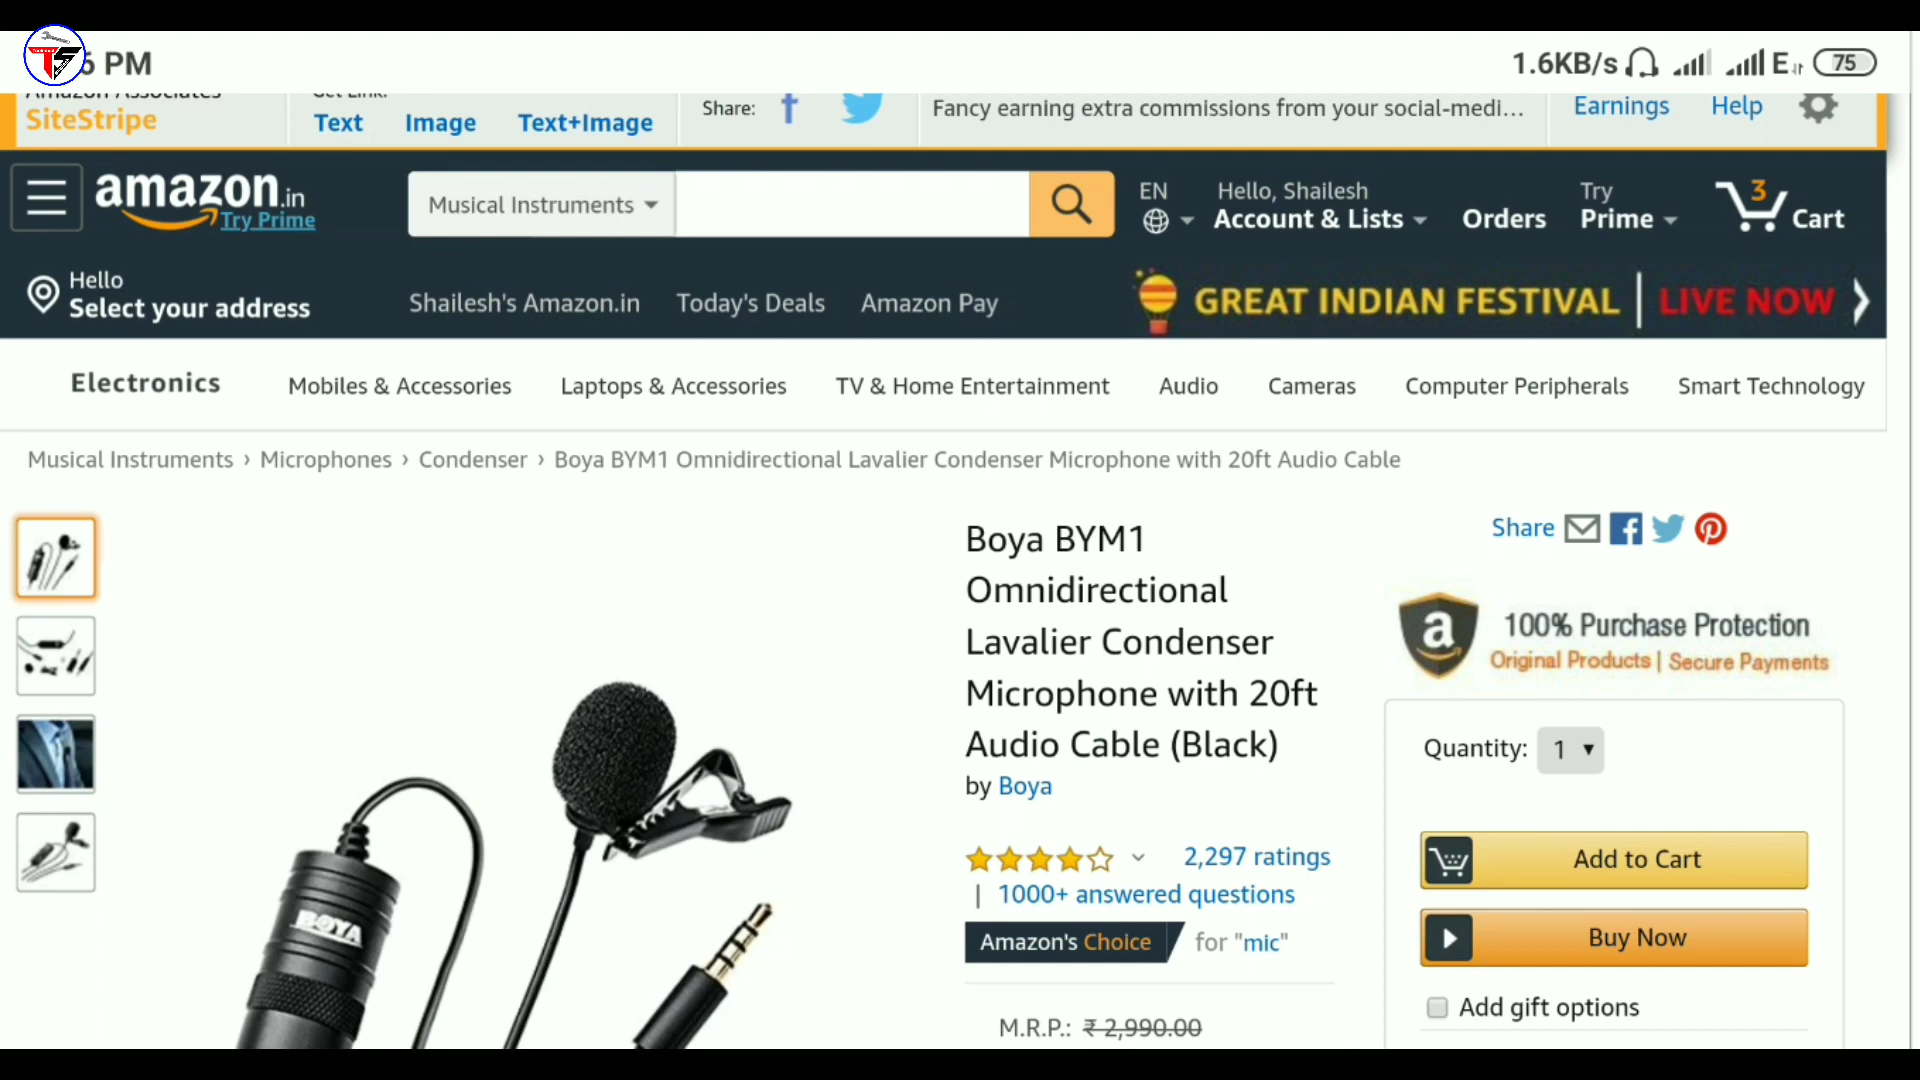 6 PM
1.6KB/s
E
75
Amazon Associates
SiteStripe
Get Link:
Text
Image
Text+Image
Share:
Fancy earning extra commissions from your social-medi...
Earnings
Help
amazon.in
Try Prime
Musical Instruments
EN
Hello, Shailesh
Account & Lists
Orders
Try
Prime
3
Cart
Hello
Select your address
Shailesh's Amazon.in
Today's Deals
Amazon Pay
GREAT INDIAN FESTIVAL
LIVE NOW
Electronics
Mobiles & Accessories
Laptops & Accessories
TV & Home Entertainment
Audio
Cameras
Computer Peripherals
Smart Technology
Musical Instruments › Microphones › Condenser › Boya BYM1 Omnidirectional Lavalier Condenser Microphone with 20ft Audio Cable
Boya BYM1
Omnidirectional
Lavalier Condenser
Microphone with 20ft
Audio Cable (Black)
by Boya
2,297 ratings
| 1000+ answered questions
Amazon's Choice
for "mic"
M.R.P.: ₹ 2,990.00
BOYA
Share
100% Purchase Protection
Original Products | Secure Payments
Quantity: 1
Add to Cart
Buy Now
Add gift options